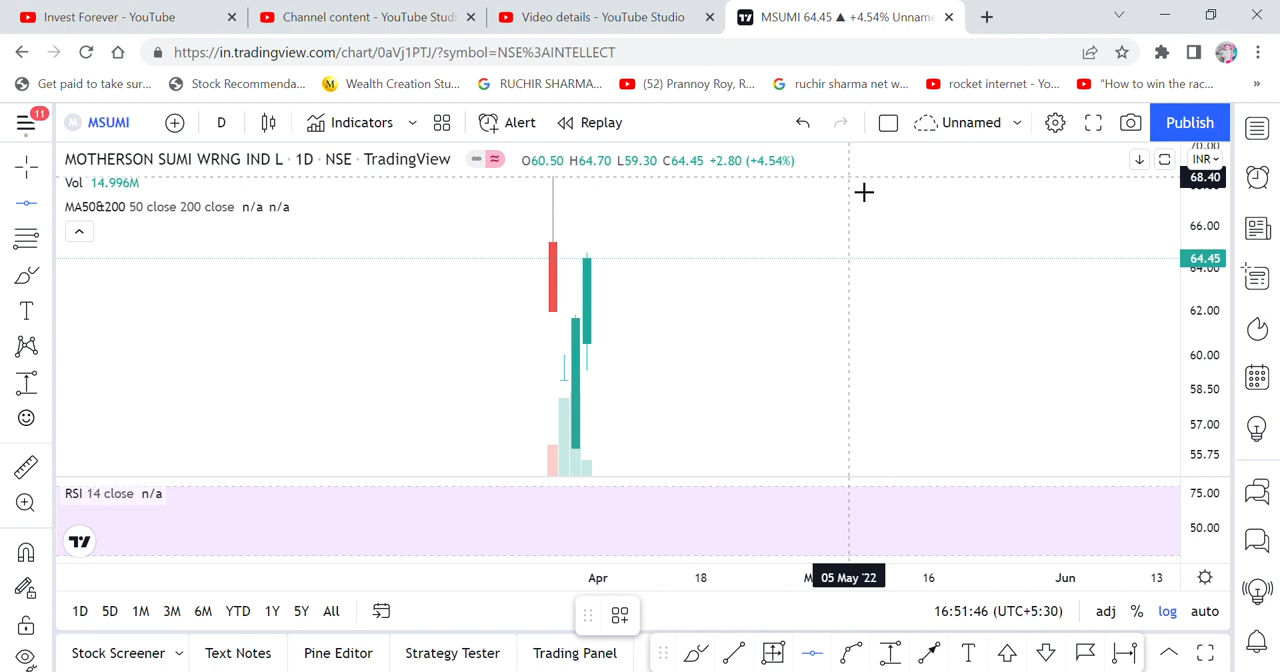 Invest Forever - YouTube
Channel content - YouTube Studi
Video details - YouTube Studio
MSUMI 64.45 ▲ +4.54% Unname
https://in.tradingview.com/chart/0aVj1PTJ/?symbol=NSE%3AINTELLECT
Get paid to take sur...
Stock Recommenda...
M Wealth Creation Stu...
RUCHIR SHARMA...
(52) Prannoy Roy, R...
ruchir sharma net w...
rocket internet - Yo...
"How to win the rac...
»
11
M MSUMI
D
Indicators
Alert
Replay
Unnamed
Publish
MOTHERSON SUMI WRNG IND L · 1D · NSE · TradingView
O60.50 H64.70 L59.30 C64.45 +2.80 (+4.54%)
Vol 14.996M
MA50&200 50 close 200 close n/a n/a
70.00
INR
68.40
66.00
64.45
64.00
62.00
60.00
58.50
57.00
55.75
RSI 14 close n/a
75.00
50.00
Apr
18
M
05 May '22
16
Jun
13
1D 5D 1M 3M 6M YTD 1Y 5Y All
16:51:46 (UTC+5:30)
adj % log auto
Stock Screener
Text Notes
Pine Editor
Strategy Tester
Trading Panel